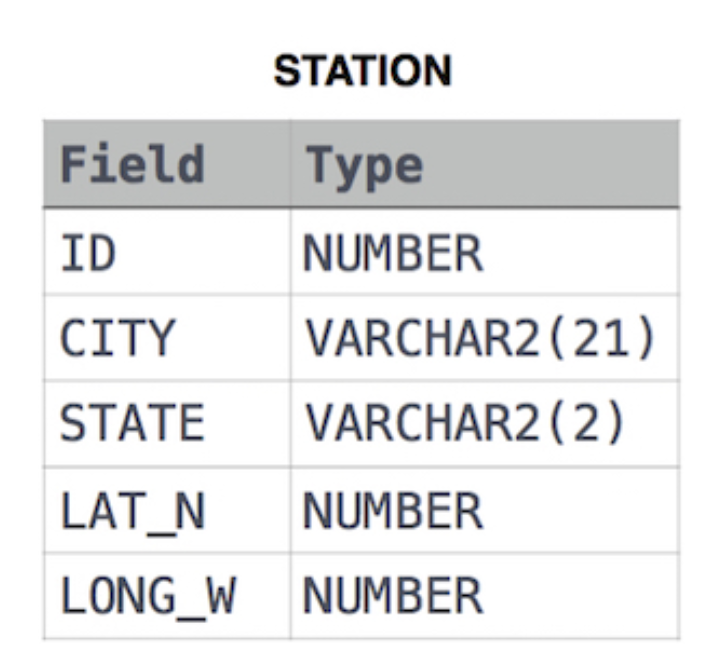 STATION
Field Type
ID NUMBER
CITY VARCHAR2(21)
STATE VARCHAR2(2)
LAT_N NUMBER
LONG_W NUMBER